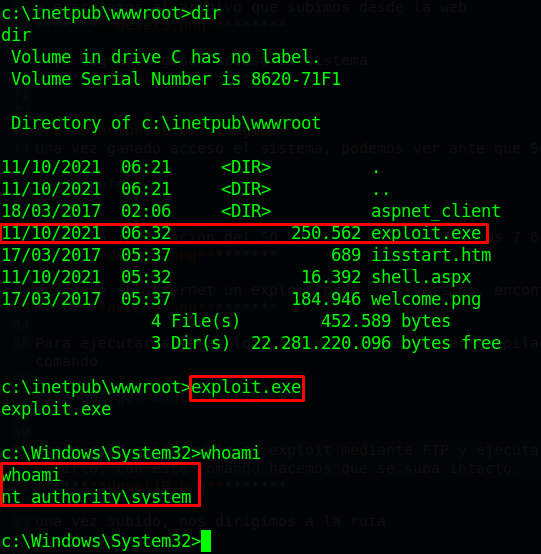 c:\inetpub\wwwroot>dir
dir
 Volume in drive C has no label.
 Volume Serial Number is 8620-71F1

 Directory of c:\inetpub\wwwroot

11/10/2021  06:21    <DIR>          .
11/10/2021  06:21    <DIR>          ..
18/03/2017  02:06    <DIR>          aspnet_client
11/10/2021  06:32           250.562 exploit.exe
17/03/2017  05:37               689 iisstart.htm
11/10/2021  05:32            16.392 shell.aspx
17/03/2017  05:37           184.946 welcome.png
               4 File(s)        452.589 bytes
               3 Dir(s)  22.281.220.096 bytes free

c:\inetpub\wwwroot>exploit.exe
exploit.exe

c:\Windows\System32>whoami
whoami
nt authority\system

c:\Windows\System32>